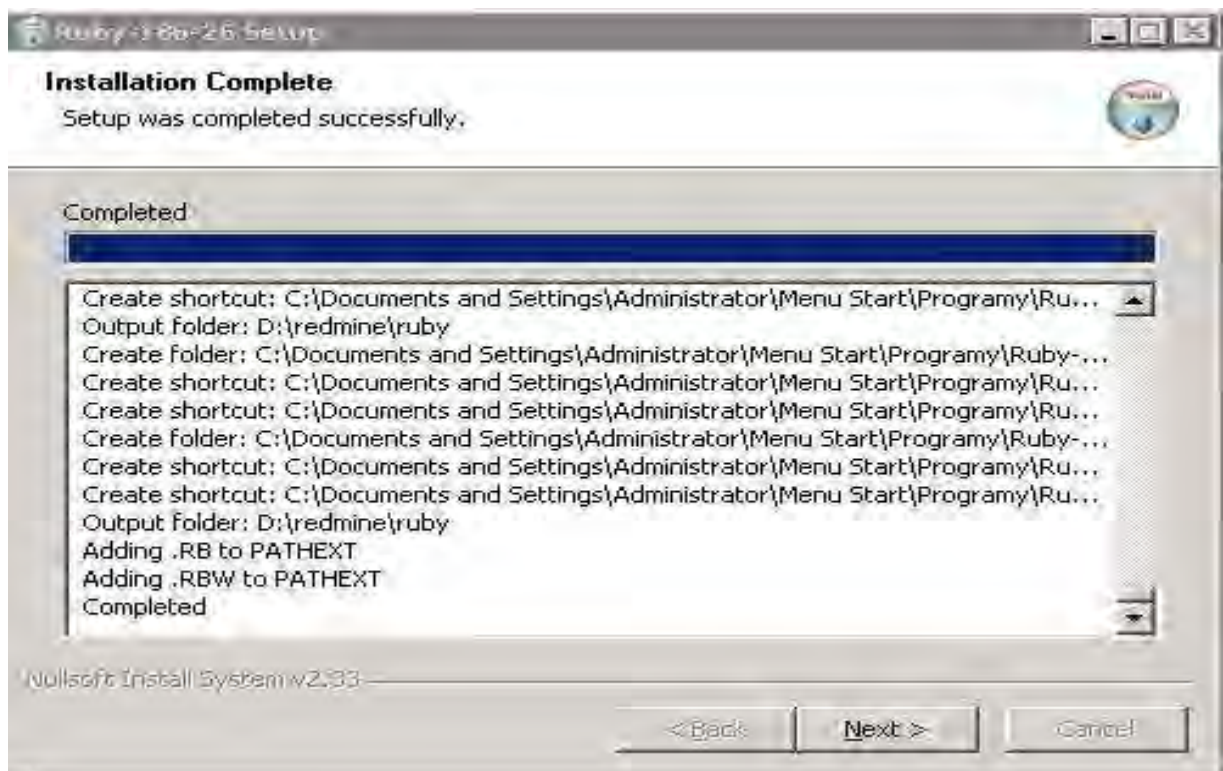 Ruby-186-26 Setup
Installation Complete
Setup was completed successfully.
Completed
Create shortcut: C:\Documents and Settings\Administrator\Menu Start\Programy\Ru...
Output folder: D:\redmine\ruby
Create folder: C:\Documents and Settings\Administrator\Menu Start\Programy\Ruby-...
Create shortcut: C:\Documents and Settings\Administrator\Menu Start\Programy\Ru...
Create shortcut: C:\Documents and Settings\Administrator\Menu Start\Programy\Ru...
Create folder: C:\Documents and Settings\Administrator\Menu Start\Programy\Ruby-...
Create shortcut: C:\Documents and Settings\Administrator\Menu Start\Programy\Ru...
Create shortcut: C:\Documents and Settings\Administrator\Menu Start\Programy\Ru...
Output folder: D:\redmine\ruby
Adding .RB to PATHEXT
Adding .RBW to PATHEXT
Completed
Nullsoft Install System v2.33
< Back
Next >
Cancel